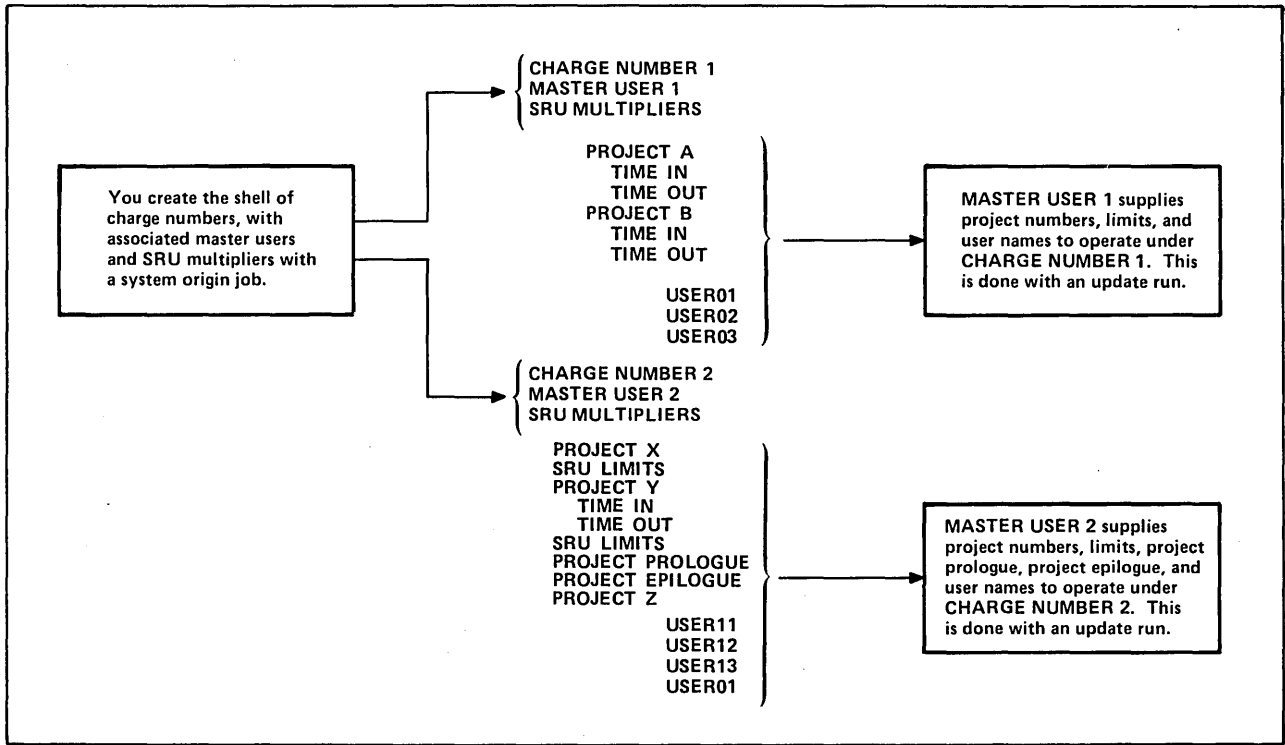 You create the shell of
charge numbers, with
associated master users
and SRU multipliers with
a system origin job.
CHARGE NUMBER 1
MASTER USER 1
SRU MULTIPLIERS
PROJECT A
TIME IN
TIME OUT
PROJECT B
TIME IN
TIME OUT
USER01
USER02
USER03
MASTER USER 1 supplies
project numbers, limits, and
user names to operate under
CHARGE NUMBER 1. This
is done with an update run.
CHARGE NUMBER 2
MASTER USER 2
SRU MULTIPLIERS
PROJECT X
SRU LIMITS
PROJECT Y
TIME IN
TIME OUT
SRU LIMITS
PROJECT PROLOGUE
PROJECT EPILOGUE
PROJECT Z
USER11
USER12
USER13
USER01
MASTER USER 2 supplies
project numbers, limits, project
prologue, project epilogue, and
user names to operate under
CHARGE NUMBER 2. This
is done with an update run.